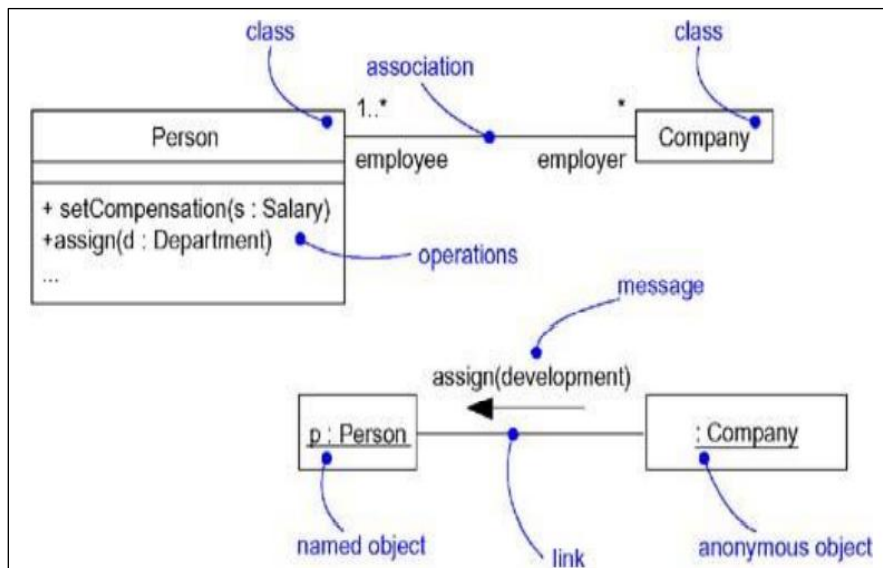 class
class
association
1..*
*
Person
Company
employee
employer
+ setCompensation(s : Salary)
+assign(d : Department)
...
operations
message
assign(development)
p : Person
: Company
named object
link
anonymous object